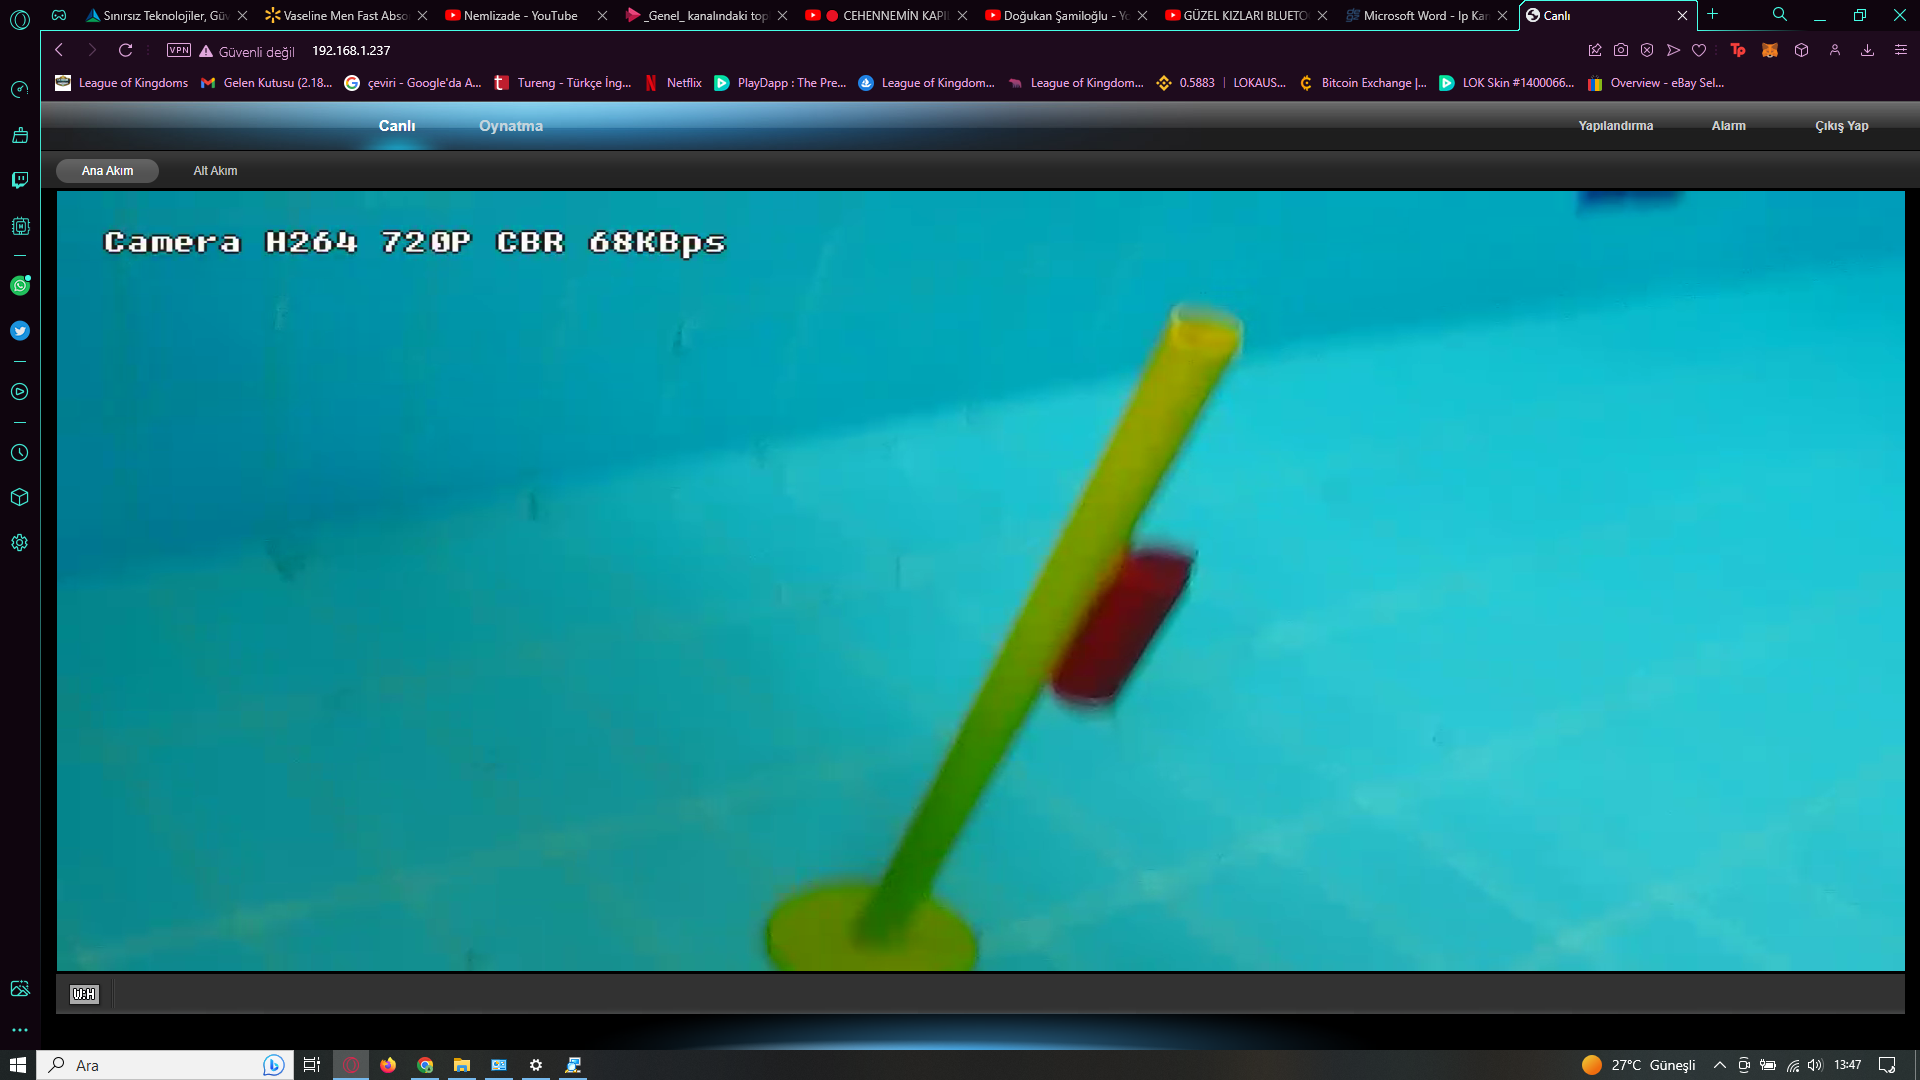 Sınırsız Teknolojiler, Güv
Vaseline Men Fast Abso
Nemlizade - YouTube
_Genel_ kanalındaki top
CEHENNEMİN KAPI
Doğukan Şamiloğlu - Yo
GÜZEL KIZLARI BLUETO
Microsoft Word - Ip Kam
Canlı
VPN Güvenli değil 192.168.1.237
League of Kingdoms
Gelen Kutusu (2.18...
çeviri - Google'da A...
Tureng - Türkçe İng...
Netflix
PlayDapp : The Pre...
League of Kingdom...
League of Kingdom...
0.5883 | LOKAUS...
Bitcoin Exchange |...
LOK Skin #1400066...
Overview - eBay Sel...
Canlı Oynatma Yapılandırma Alarm Çıkış Yap
Ana Akım Alt Akım
Camera H264 720P CBR 68KBps
W:H
Ara 27°C Güneşli 13:47